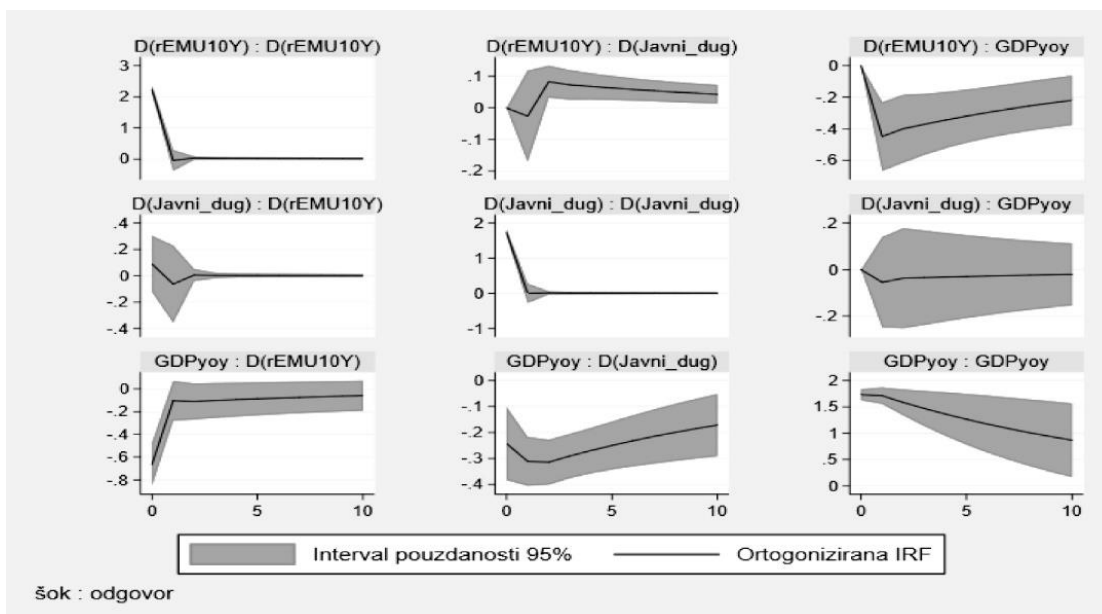 D(rEMU10Y) : D(rEMU10Y)
D(rEMU10Y) : D(Javni_dug)
D(rEMU10Y) : GDPyoy
3
2
1
0
.1
0
-.1
-.2
0
-.2
-.4
-.6
D(Javni_dug) : D(rEMU10Y)
D(Javni_dug) : D(Javni_dug)
D(Javni_dug) : GDPyoy
.4
.2
0
-.2
-.4
2
1
0
-1
.2
0
-.2
GDPyoy : D(rEMU10Y)
GDPyoy : D(Javni_dug)
GDPyoy : GDPyoy
0
-.2
-.4
-.6
-.8
0
-.1
-.2
-.3
-.4
2
1.5
1
.5
0
0 5 10
0 5 10
0 5 10
Interval pouzdanosti 95% Ortogonizirana IRF
šok : odgovor